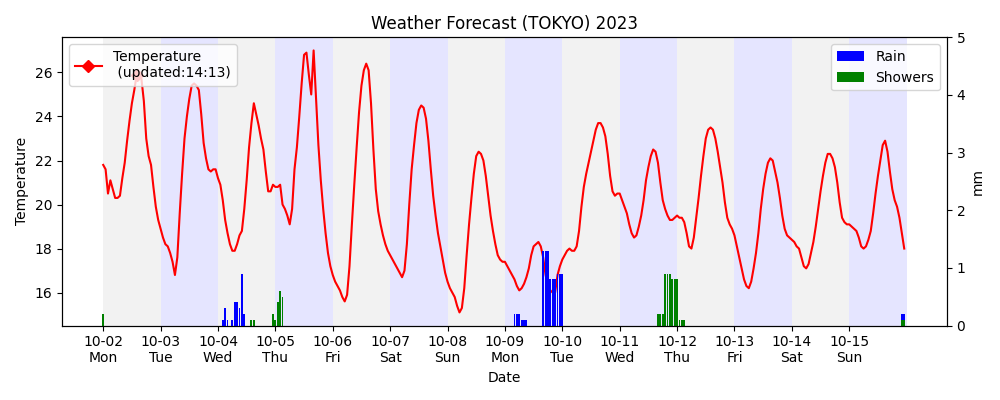 Weather Forecast (TOKYO) 2023
Temperature
(updated:14:13)
Rain
Showers
Temperature
26
24
22
20
18
16
5
4
3
2
1
0
mm
10-02 10-03 10-04 10-05 10-06 10-07 10-08 10-09 10-10 10-11 10-12 10-13 10-14 10-15
Mon Tue Wed Thu Fri Sat Sun Mon Tue Wed Thu Fri Sat Sun
Date